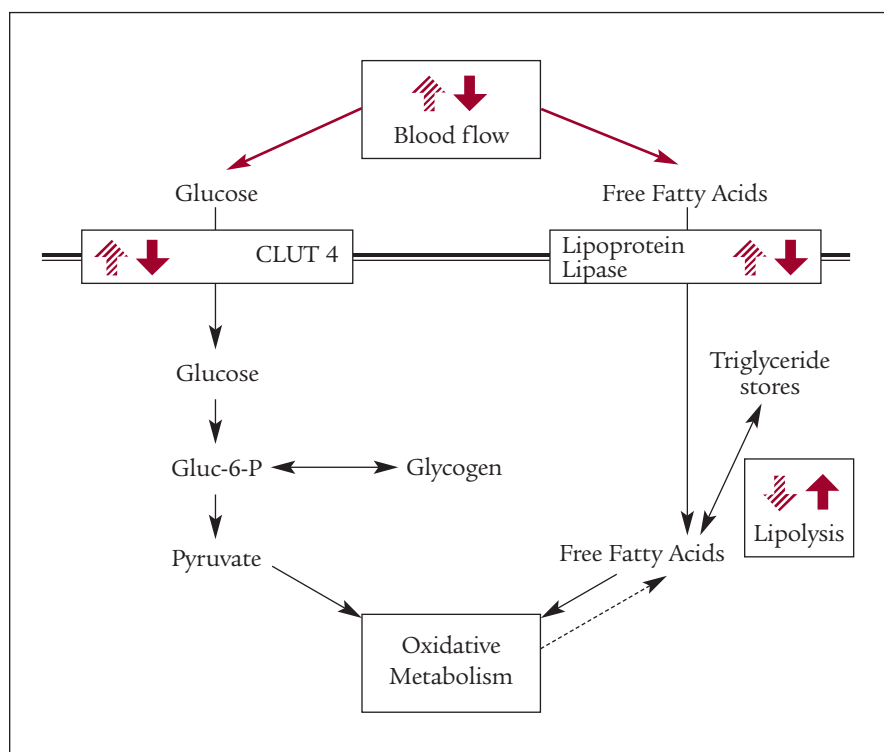 Blood flow
Glucose
Free Fatty Acids
CLUT 4
Lipoprotein
Lipase
Glucose
Triglyceride
stores
Gluc-6-P
Glycogen
Lipolysis
Pyruvate
Free Fatty Acids
Oxidative
Metabolism